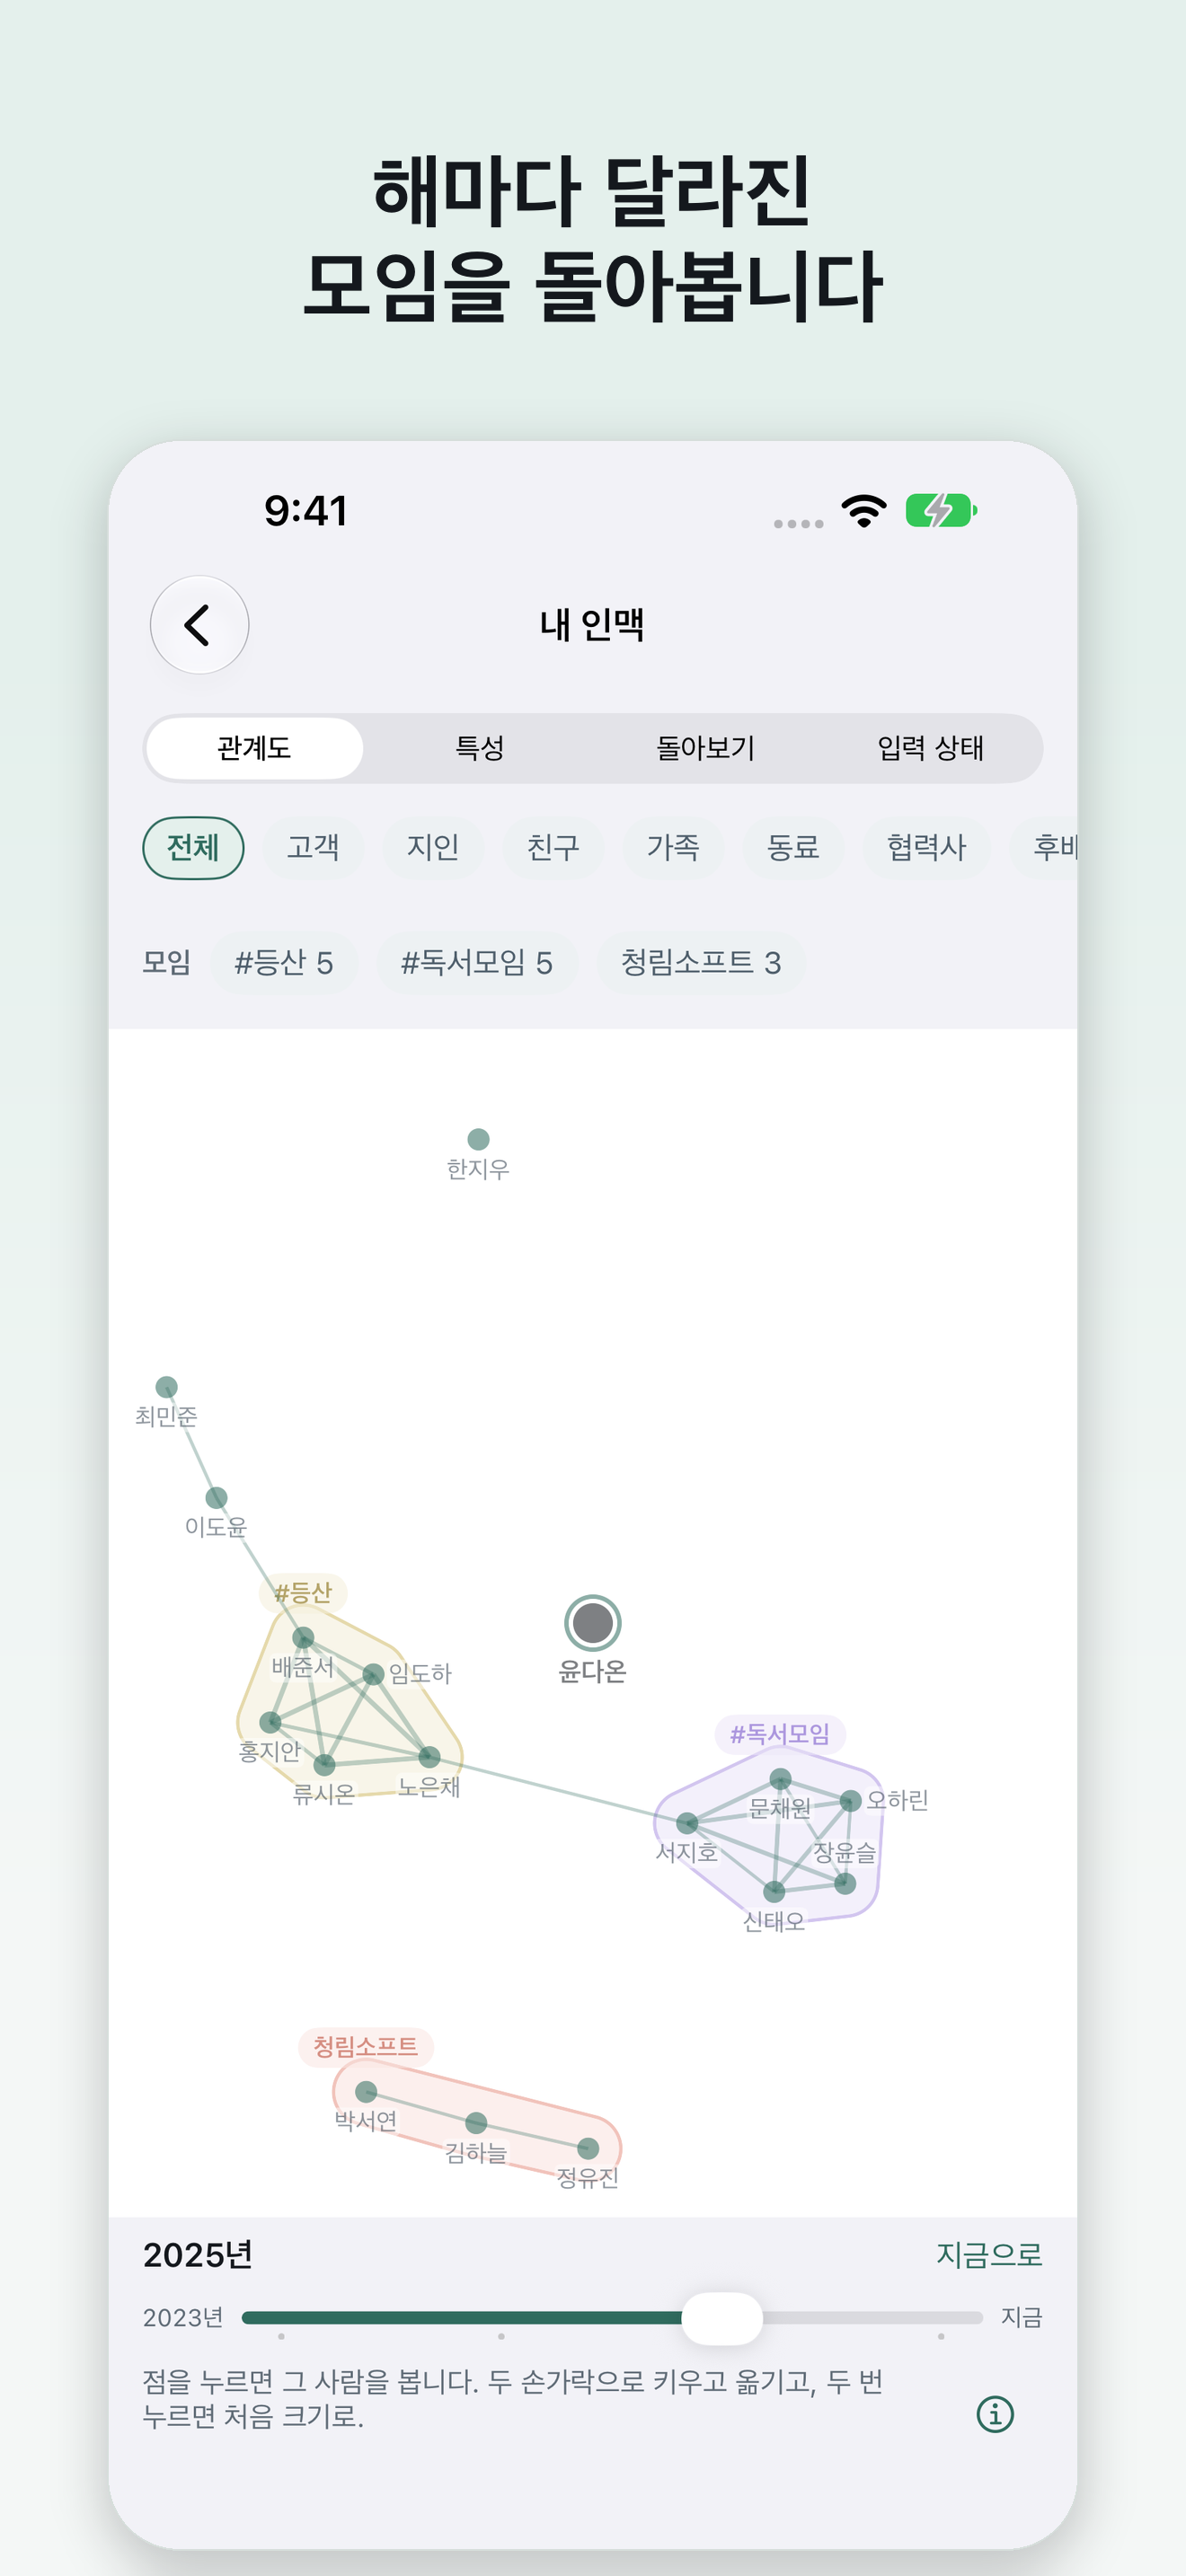 해마다 달라진
모임을 돌아봅니다
9:41
내 인맥
관계도 특성 돌아보기 입력 상태
전체 고객 지인 친구 가족 동료 협력사 후배
모임 #등산 5 #독서모임 5 청림소프트 3
한지우
최민준
이도윤
#등산
배준서 임도하
윤다온
홍지안
류시온 노은채
#독서모임
문채원 오하린
서지호 장윤슬
신태오
청림소프트
박서연
김하늘
정유진
2025년 지금으로
2023년 지금
점을 누르면 그 사람을 봅니다. 두 손가락으로 키우고 옮기고, 두 번
누르면 처음 크기로.